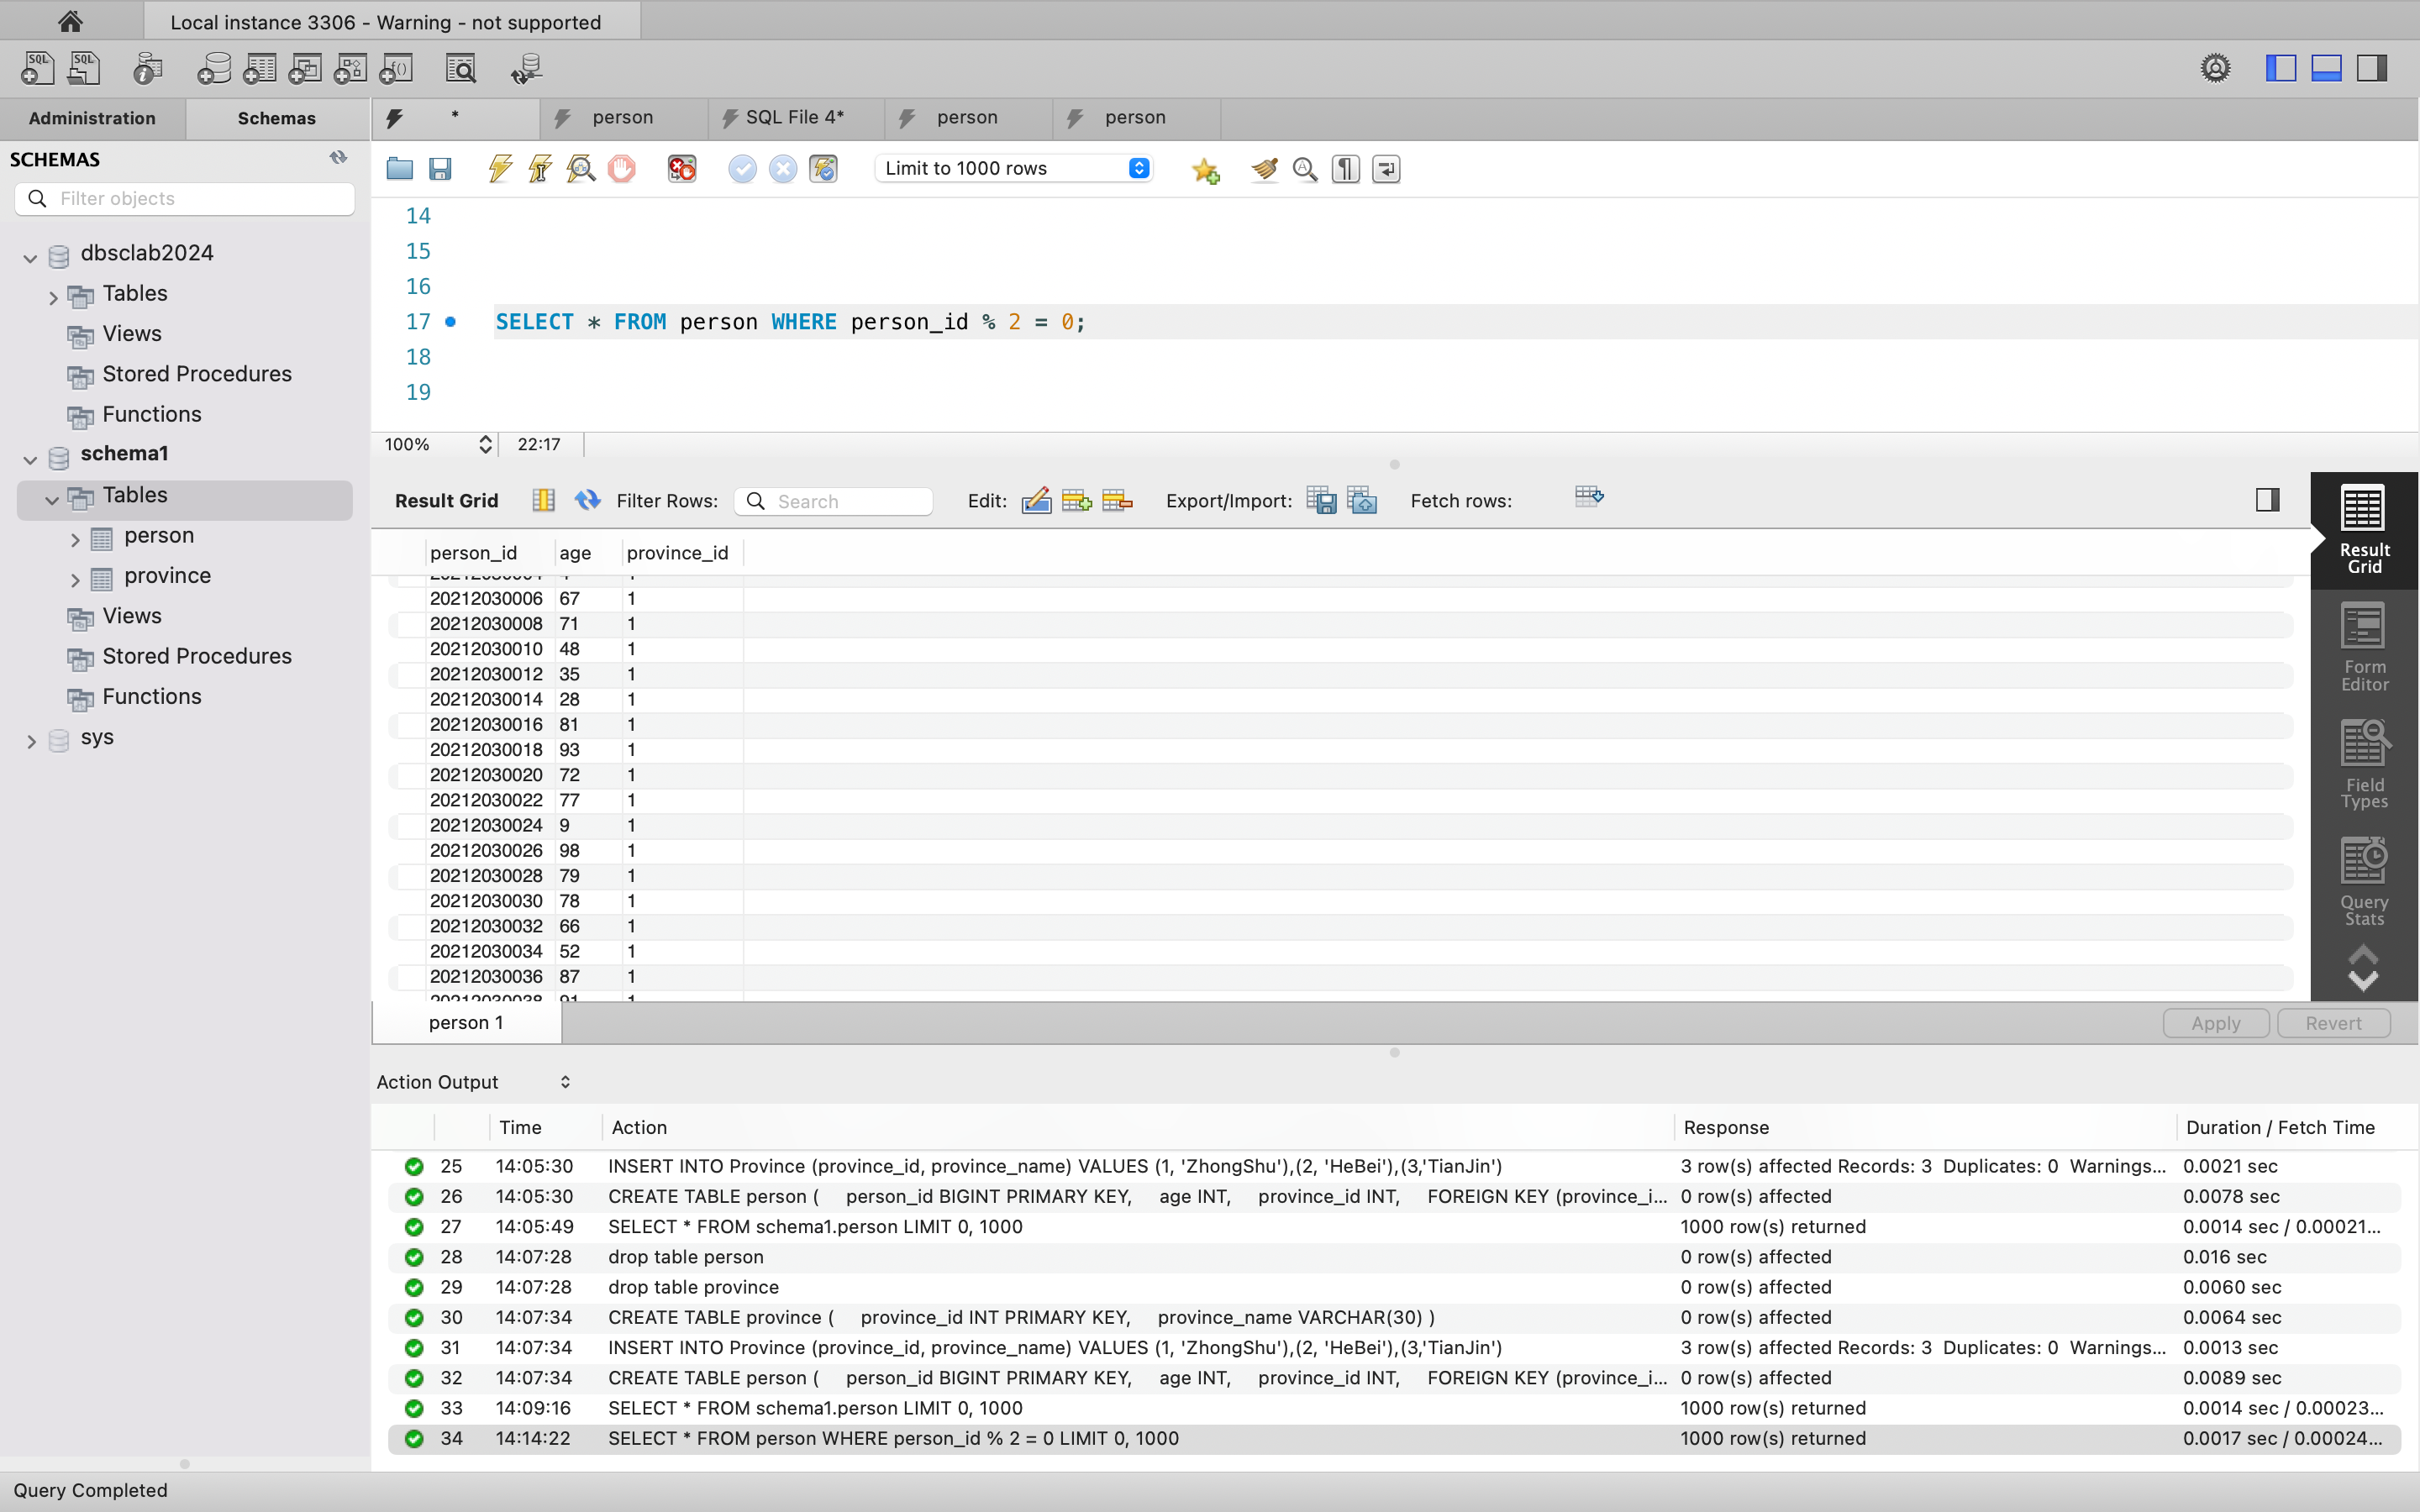 Local instance 3306 - Warning - not supported
Administration Schemas * person SQL File 4* person person
SCHEMAS
Filter objects
dbsclab2024
Tables
Views
Stored Procedures
Functions
schema1
Tables
person
province
Views
Stored Procedures
Functions
sys
Limit to 1000 rows
14
15
16
17 SELECT * FROM person WHERE person_id % 2 = 0;
18
19
100% 22:17
Result Grid Filter Rows: Search Edit: Export/Import: Fetch rows:
person_id age province_id
20212030006 67 1
20212030008 71 1
20212030010 48 1
20212030012 35 1
20212030014 28 1
20212030016 81 1
20212030018 93 1
20212030020 72 1
20212030022 77 1
20212030024 9 1
20212030026 98 1
20212030028 79 1
20212030030 78 1
20212030032 66 1
20212030034 52 1
20212030036 87 1
20212030038 91 1
Result
Grid
Form
Editor
Field
Types
Query
Stats
person 1 Apply Revert
Action Output
Time Action Response Duration / Fetch Time
25 14:05:30 INSERT INTO Province (province_id, province_name) VALUES (1, 'ZhongShu'),(2, 'HeBei'),(3,'TianJin') 3 row(s) affected Records: 3 Duplicates: 0 Warnings... 0.0021 sec
26 14:05:30 CREATE TABLE person ( person_id BIGINT PRIMARY KEY, age INT, province_id INT, FOREIGN KEY (province_i... 0 row(s) affected 0.0078 sec
27 14:05:49 SELECT * FROM schema1.person LIMIT 0, 1000 1000 row(s) returned 0.0014 sec / 0.00021...
28 14:07:28 drop table person 0 row(s) affected 0.016 sec
29 14:07:28 drop table province 0 row(s) affected 0.0060 sec
30 14:07:34 CREATE TABLE province ( province_id INT PRIMARY KEY, province_name VARCHAR(30) ) 0 row(s) affected 0.0064 sec
31 14:07:34 INSERT INTO Province (province_id, province_name) VALUES (1, 'ZhongShu'),(2, 'HeBei'),(3,'TianJin') 3 row(s) affected Records: 3 Duplicates: 0 Warnings... 0.0013 sec
32 14:07:34 CREATE TABLE person ( person_id BIGINT PRIMARY KEY, age INT, province_id INT, FOREIGN KEY (province_i... 0 row(s) affected 0.0089 sec
33 14:09:16 SELECT * FROM schema1.person LIMIT 0, 1000 1000 row(s) returned 0.0014 sec / 0.00023...
34 14:14:22 SELECT * FROM person WHERE person_id % 2 = 0 LIMIT 0, 1000 1000 row(s) returned 0.0017 sec / 0.00024...
Query Completed